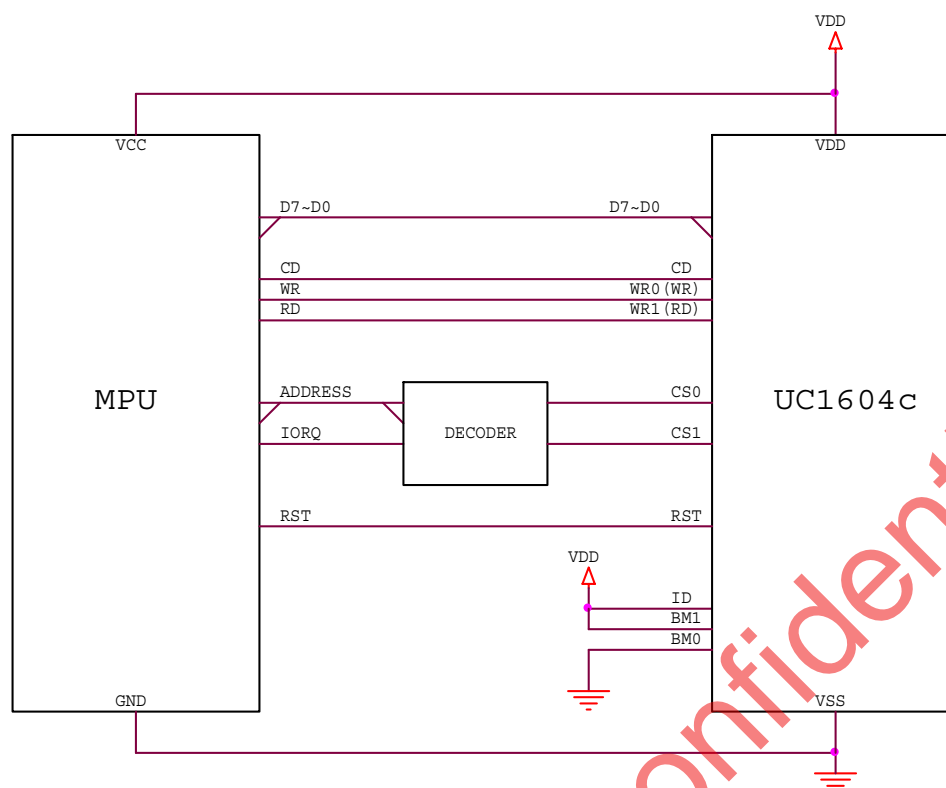 VDD
VCC
VDD
D7~D0
D7~D0
CD
CD
WR
WR0(WR)
RD
WR1(RD)
MPU
ADDRESS
DECODER
CS0
UC1604c
IORQ
CS1
RST
RST
VDD
ID
BM1
BM0
GND
VSS
onfident